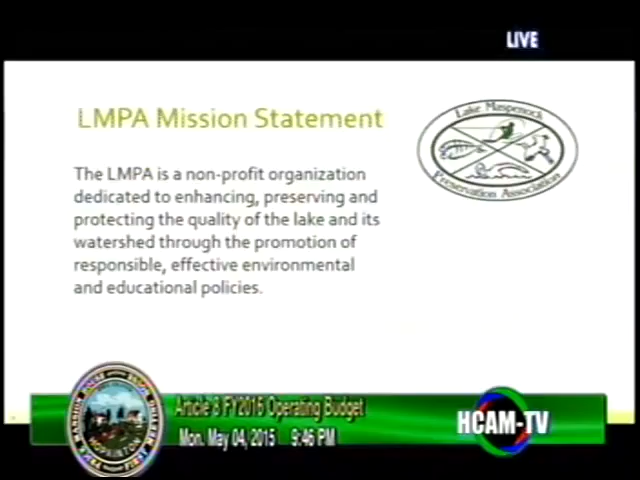 LIVE
LMPA Mission Statement
Lake Maspenock
Preservation Association
The LMPA is a non-profit organization
dedicated to enhancing, preserving and
protecting the quality of the lake and its
watershed through the promotion of
responsible, effective environmental
and educational policies.
Article 8 FY2016 Operating Budget
Mon. May 04, 2015 9:46 PM
HCAM-TV
HOPKINTON